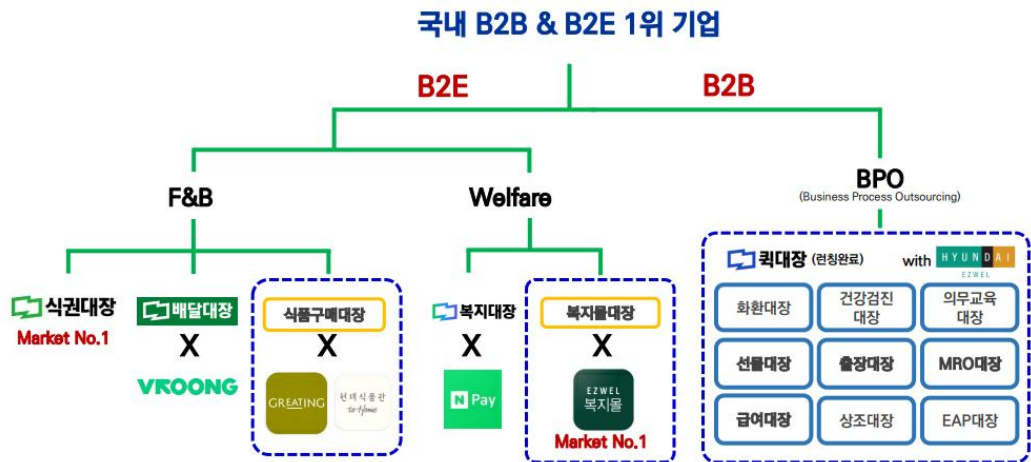 국내 B2B & B2E 1위 기업
B2E
B2B
F&B
Welfare
BPO
(Business Process Outsourcing)
식권대장
Market No.1
배달대장
X
VROONG
식품구매대장
X
GREATING
현대식품관
to Home
복지대장
X
N Pay
복지몰대장
X
EZWEL
복지몰
Market No.1
퀵대장 (런칭완료)
with HYUNDAI
EZWEL
화환대장
건강검진
대장
의무교육
대장
선물대장
출장대장
MRO대장
급여대장
상조대장
EAP대장